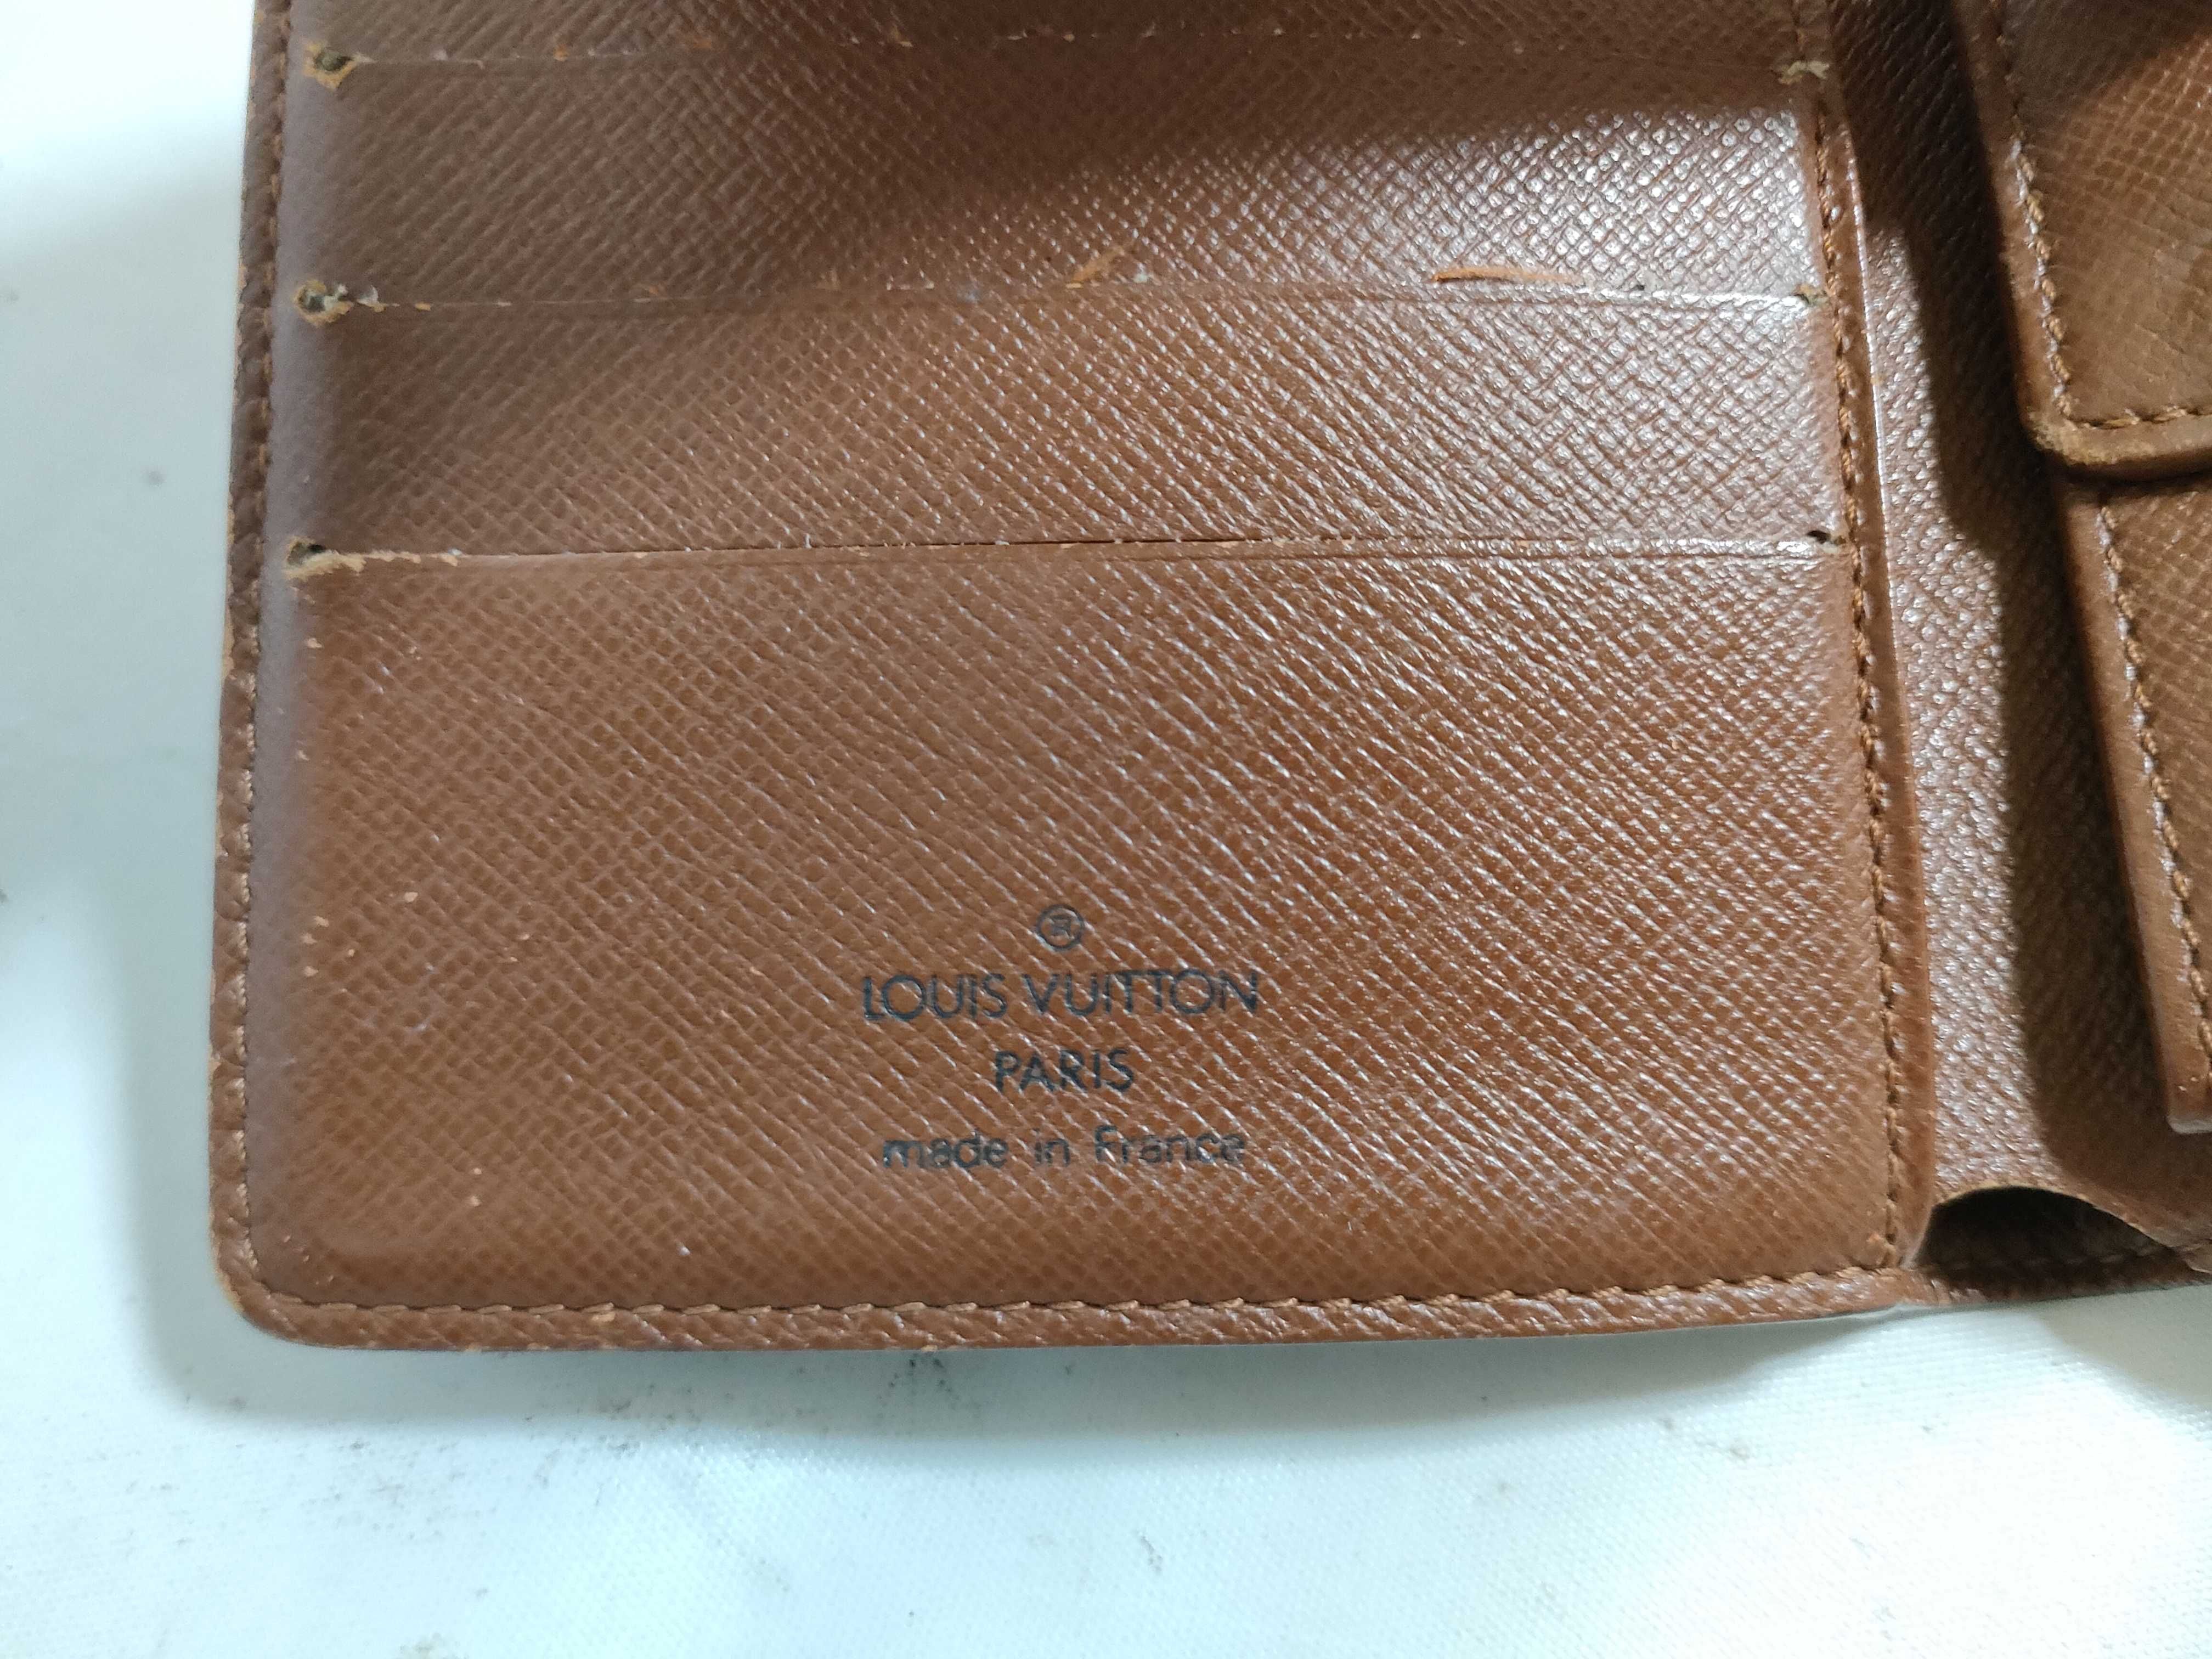 ®
LOUIS VUITTON
PARIS
made in France